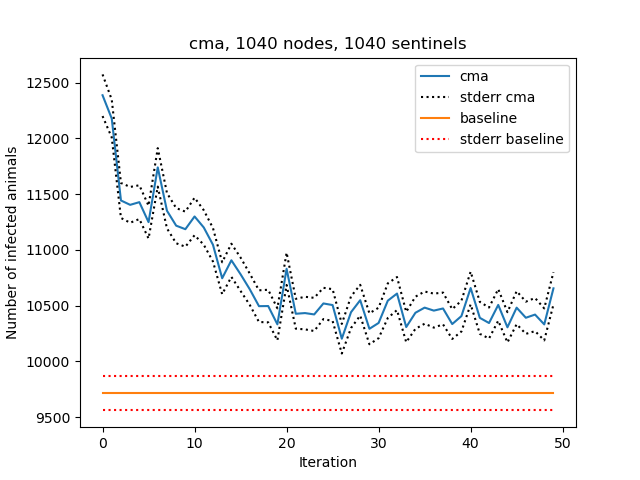 cma, 1040 nodes, 1040 sentinels
cma
stderr cma
baseline
stderr baseline
Number of infected animals
12500
12000
11500
11000
10500
10000
9500
0 10 20 30 40 50
Iteration